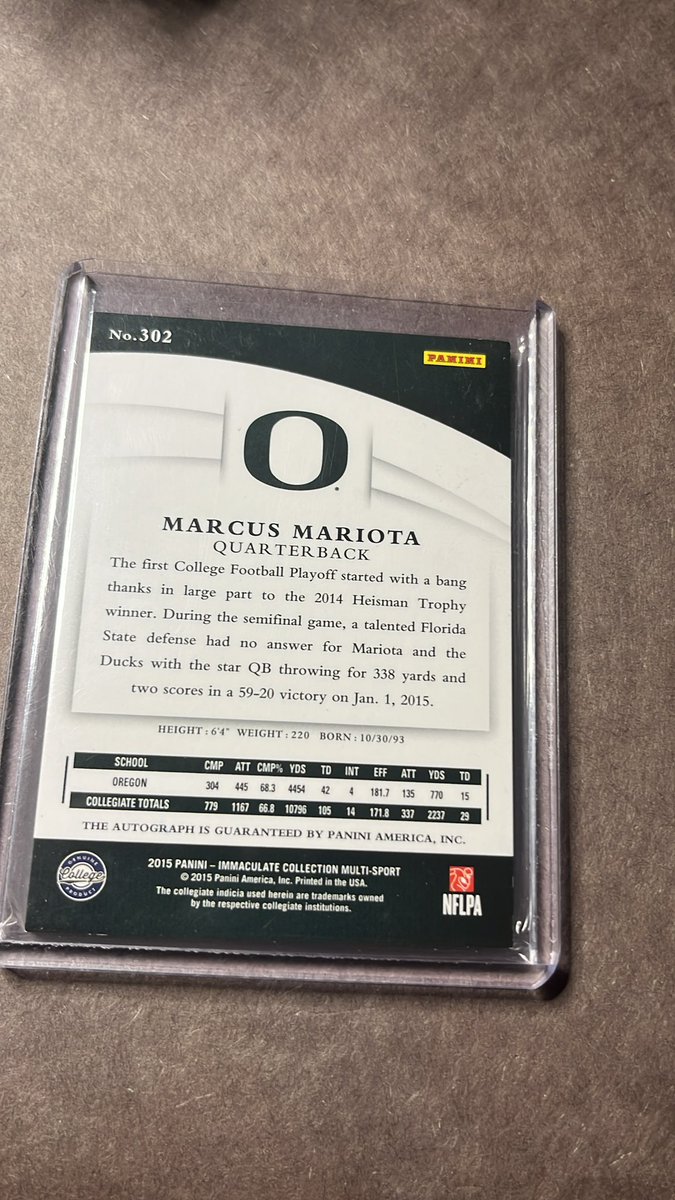 No.302
PANINI
O
MARCUS MARIOTA
QUARTERBACK
The first College Football Playoff started with a bang
thanks in large part to the 2014 Heisman Trophy
winner. During the semifinal game, a talented Florida
State defense had no answer for Mariota and the
Ducks with the star QB throwing for 338 yards and
two scores in a 59-20 victory on Jan. 1, 2015.
HEIGHT : 6'4" WEIGHT : 220 BORN : 10/30/93
SCHOOL CMP ATT CMP% YDS TD INT EFF ATT YDS TD
OREGON 304 445 68.3 4454 42 4 181.7 135 770 15
COLLEGIATE TOTALS 779 1167 66.8 10796 105 14 171.8 337 2237 29
THE AUTOGRAPH IS GUARANTEED BY PANINI AMERICA, INC.
GENUINE
College
PRODUCT
2015 PANINI – IMMACULATE COLLECTION MULTI-SPORT
© 2015 Panini America, Inc. Printed in the USA.
The collegiate indicia used herein are trademarks owned
by the respective collegiate institutions.
NFLPA